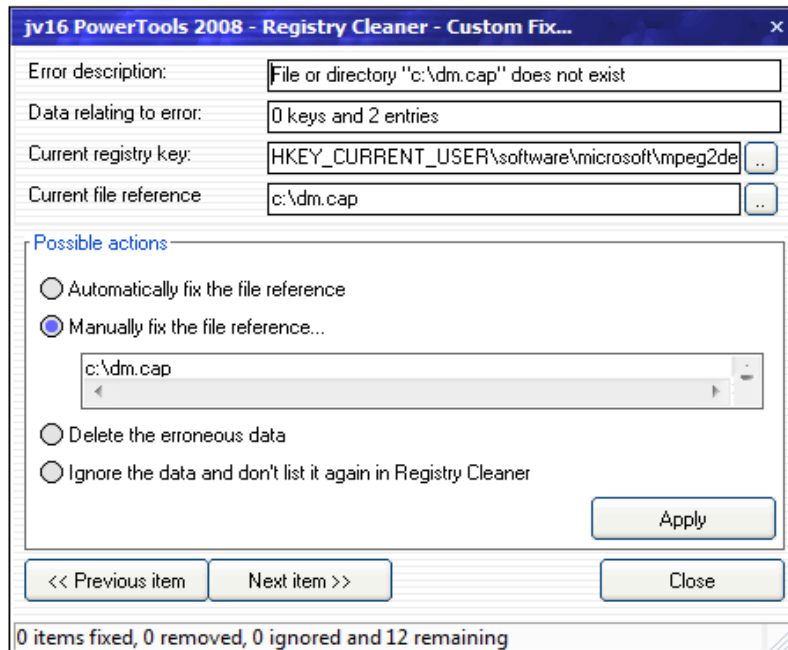 jv16 PowerTools 2008 - Registry Cleaner - Custom Fix...
Error description: File or directory "c:\dm.cap" does not exist
Data relating to error: 0 keys and 2 entries
Current registry key: HKEY_CURRENT_USER\software\microsoft\mpeg2de ..
Current file reference c:\dm.cap ..
Possible actions
Automatically fix the file reference
Manually fix the file reference...
c:\dm.cap
Delete the erroneous data
Ignore the data and don't list it again in Registry Cleaner
Apply
<< Previous item Next item >> Close
0 items fixed, 0 removed, 0 ignored and 12 remaining